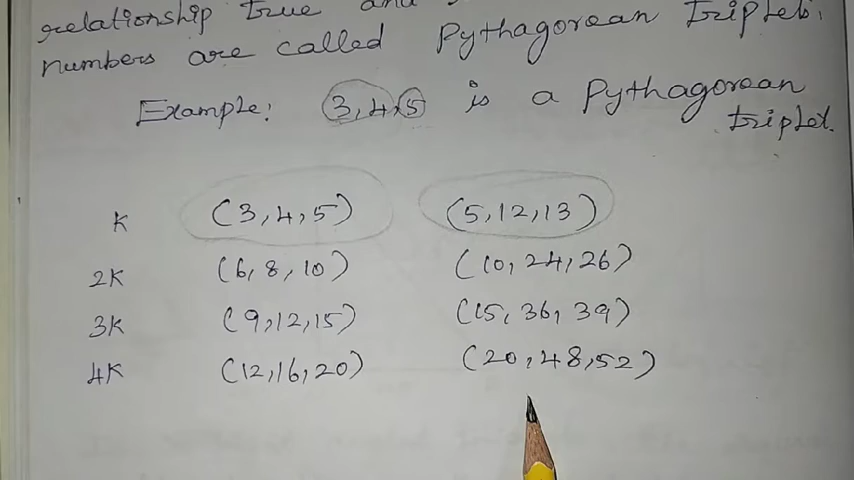 relationship true and
numbers are called Pythagorean triplets.
Example: (3,4,5) is a Pythagorean
triplet.
K (3,4,5) (5,12,13)
2K (6,8,10) (10,24,26)
3K (9,12,15) (15,36,39)
4K (12,16,20) (20,48,52)